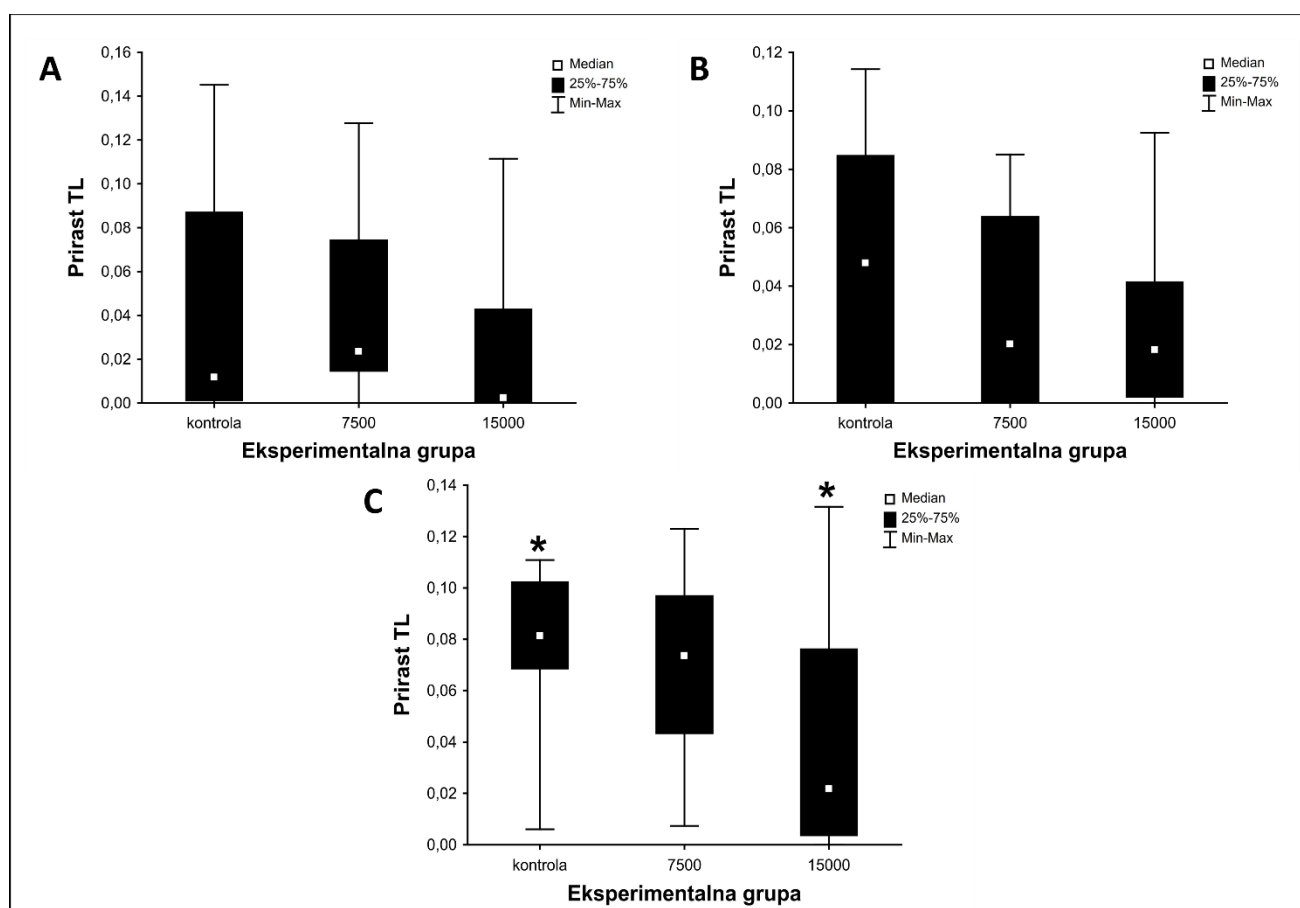 A
Prirast TL
0,16
0,14
0,12
0,10
0,08
0,06
0,04
0,02
0,00
Median
25%-75%
Min-Max
kontrola 7500 15000
Eksperimentalna grupa
B
Prirast TL
0,12
0,10
0,08
0,06
0,04
0,02
0,00
Median
25%-75%
Min-Max
kontrola 7500 15000
Eksperimentalna grupa
C
Prirast TL
0,14
0,12
0,10
0,08
0,06
0,04
0,02
0,00
*
*
Median
25%-75%
Min-Max
kontrola 7500 15000
Eksperimentalna grupa